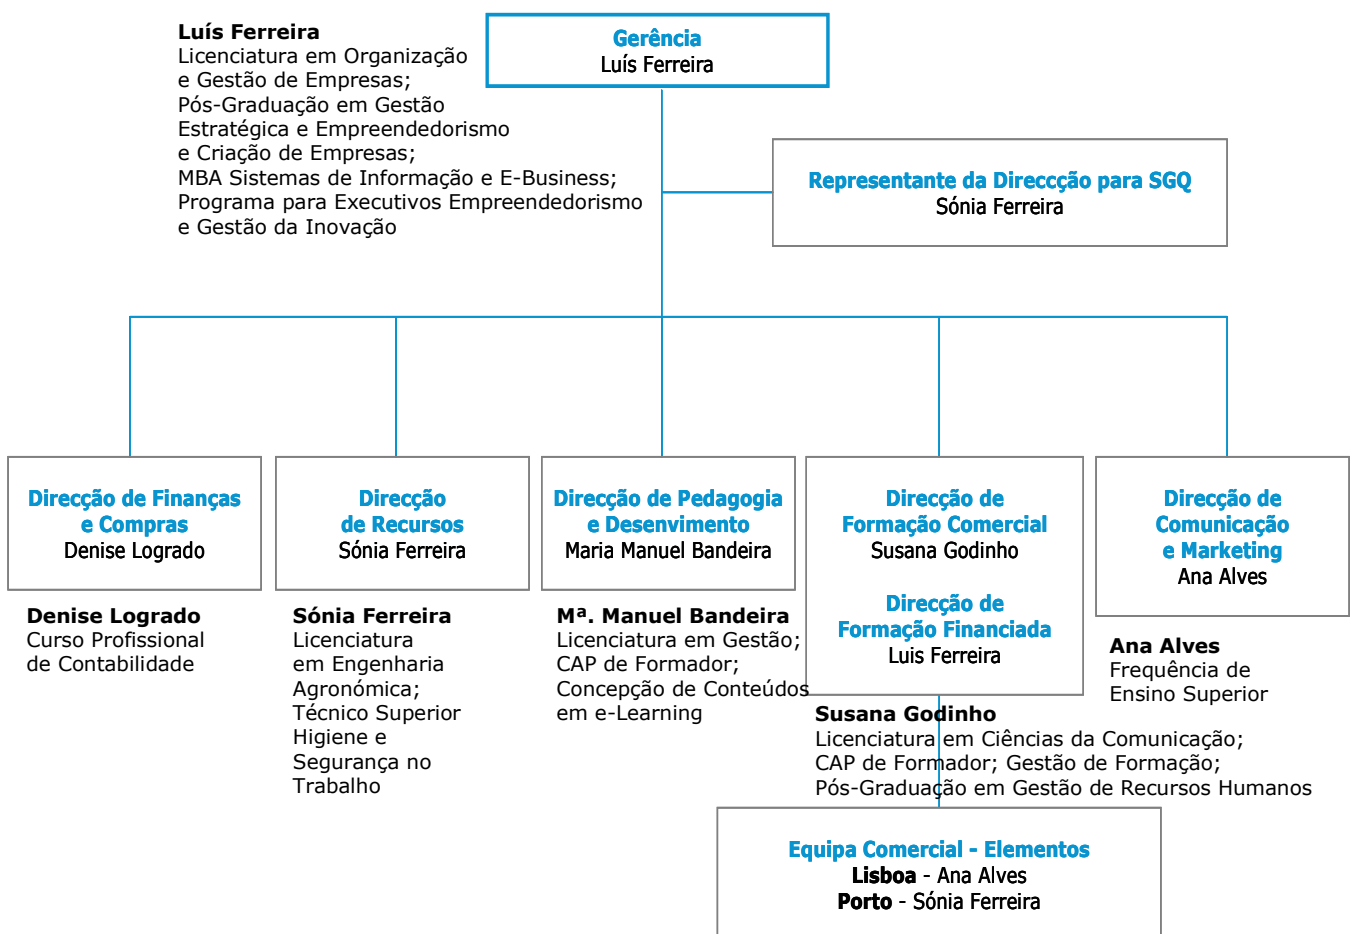 Luís Ferreira
Licenciatura em Organização
e Gestão de Empresas;
Pós-Graduação em Gestão
Estratégica e Empreendedorismo
e Criação de Empresas;
MBA Sistemas de Informação e E-Business;
Programa para Executivos Empreendedorismo
e Gestão da Inovação
Gerência
Luís Ferreira
Representante da Direccção para SGQ
Sónia Ferreira
Direcção de Finanças
e Compras
Denise Logrado
Denise Logrado
Curso Profissional
de Contabilidade
Direcção
de Recursos
Sónia Ferreira
Sónia Ferreira
Licenciatura
em Engenharia
Agronómica;
Técnico Superior
Higiene e
Segurança no
Trabalho
Direcção de Pedagogia
e Desenvimento
Maria Manuel Bandeira
Mª. Manuel Bandeira
Licenciatura em Gestão;
CAP de Formador;
Concepção de Conteúdos
em e-Learning
Direcção de
Formação Comercial
Susana Godinho
Direcção de
Formação Financiada
Luis Ferreira
Susana Godinho
Licenciatura em Ciências da Comunicação;
CAP de Formador; Gestão de Formação;
Pós-Graduação em Gestão de Recursos Humanos
Direcção de
Comunicação
e Marketing
Ana Alves
Ana Alves
Frequência de
Ensino Superior
Equipa Comercial - Elementos
Lisboa - Ana Alves
Porto - Sónia Ferreira